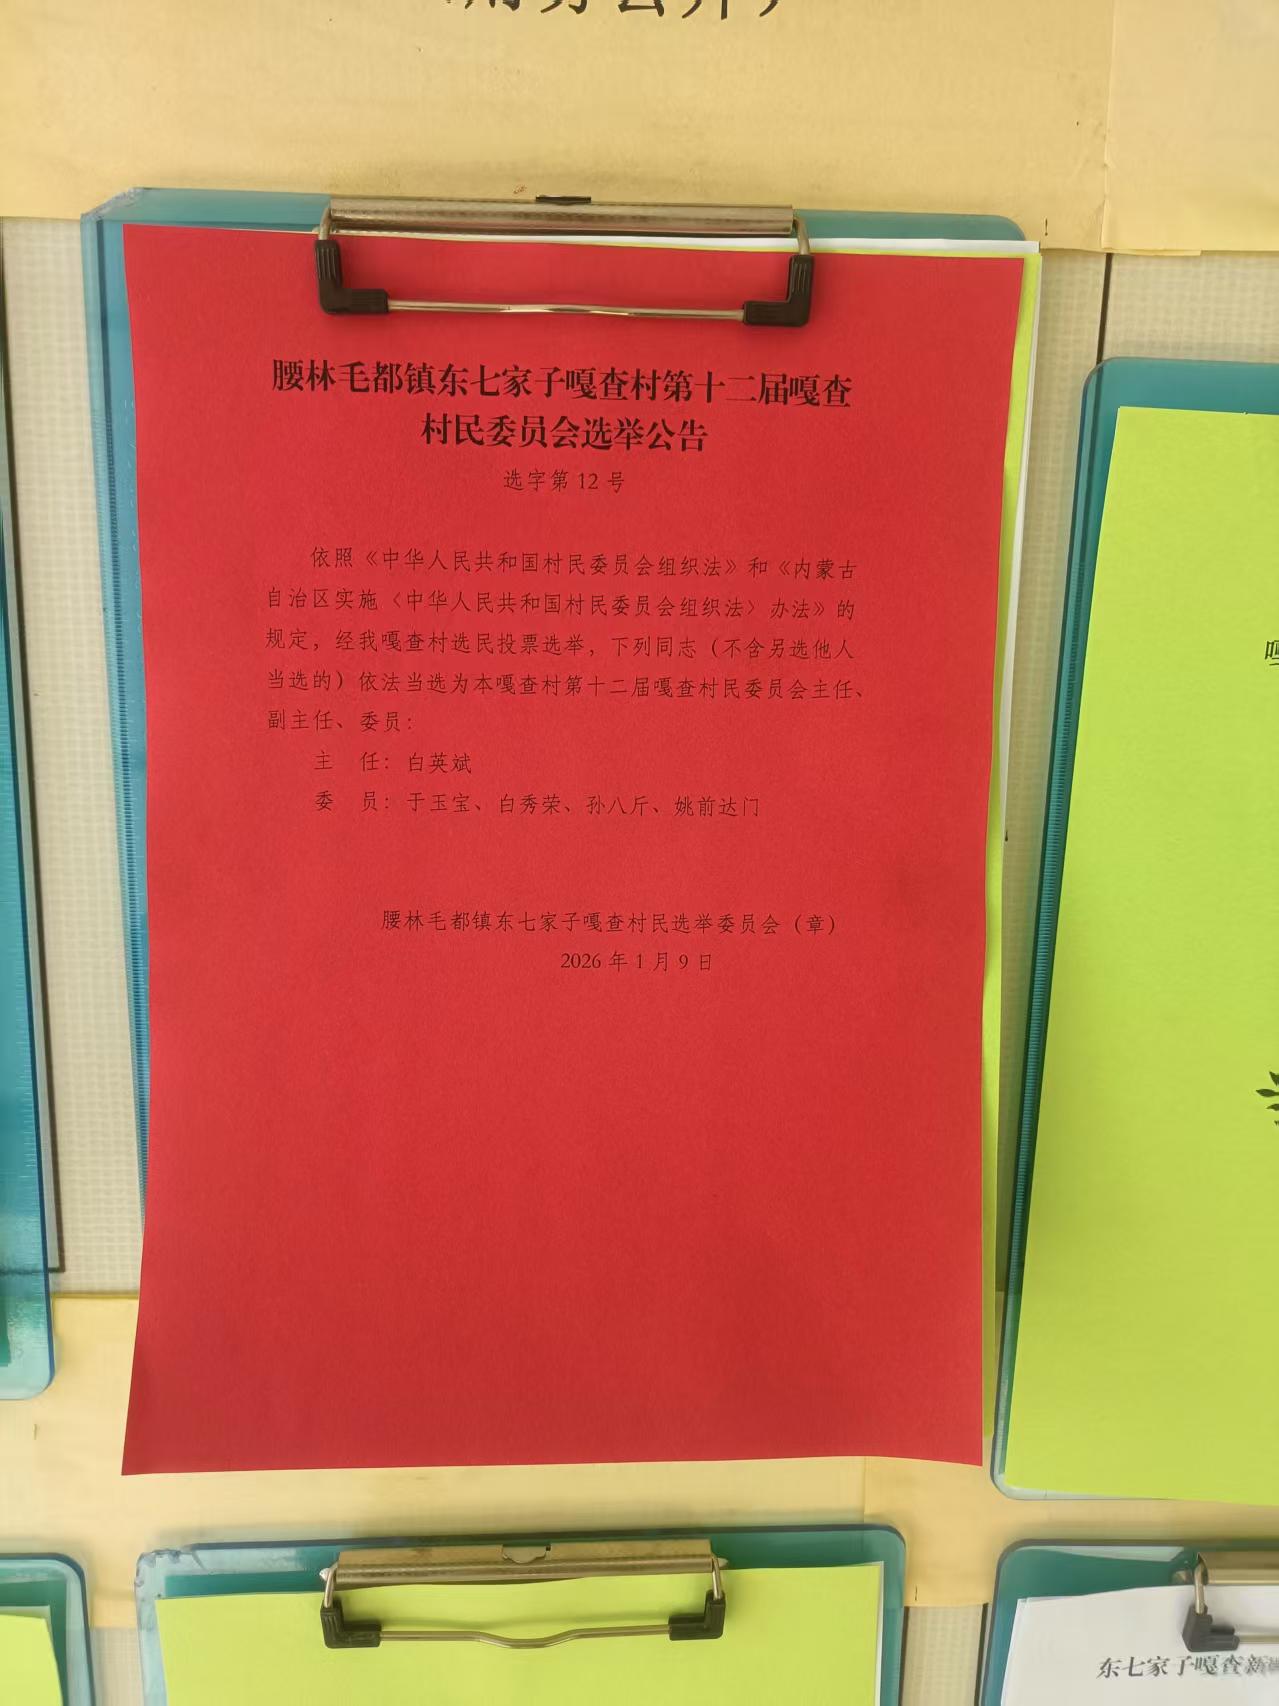 腰林毛都镇东七家子嘎查村第十二届嘎查
村民委员会选举公告
选字第 12 号
依照《中华人民共和国村民委员会组织法》和《内蒙古
自治区实施〈中华人民共和国村民委员会组织法〉办法》的
规定，经我嘎查村选民投票选举，下列同志（不含另选他人
当选的）依法当选为本嘎查村第十二届嘎查村民委员会主任、
副主任、委员：
主　任：白英斌
委　员：于玉宝、白秀荣、孙八斤、姚前达门
腰林毛都镇东七家子嘎查村民选举委员会（章）
2026 年 1 月 9 日
东七家子嘎查新